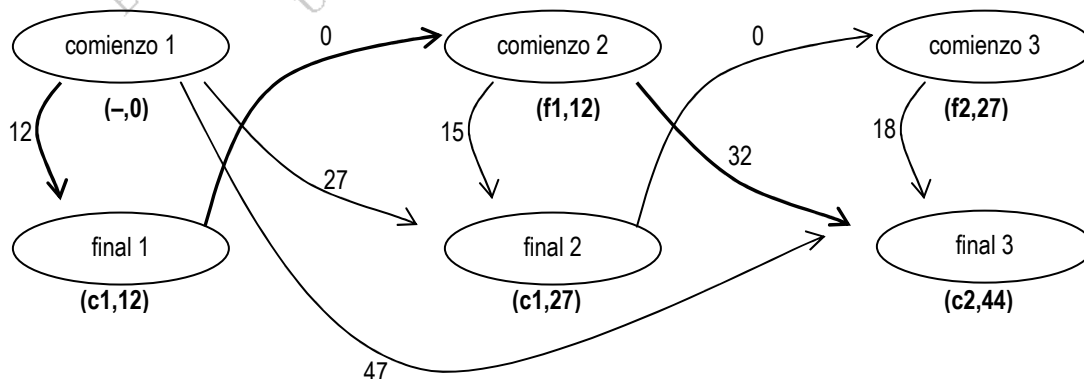 comienzo 1
0
comienzo 2
0
comienzo 3
(–,0)
(f1,12)
(f2,27)
12
15
18
32
27
final 1
final 2
final 3
(c1,12)
(c1,27)
(c2,44)
47